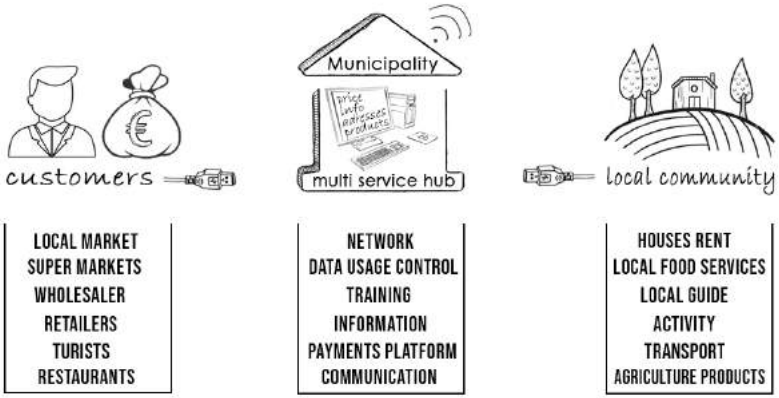 Municipality
price
info
adresses
products
customers
multi service hub
local community
LOCAL MARKET
SUPER MARKETS
WHOLESALER
RETAILERS
TURISTS
RESTAURANTS
NETWORK
DATA USAGE CONTROL
TRAINING
INFORMATION
PAYMENTS PLATFORM
COMMUNICATION
HOUSES RENT
LOCAL FOOD SERVICES
LOCAL GUIDE
ACTIVITY
TRANSPORT
AGRICULTURE PRODUCTS